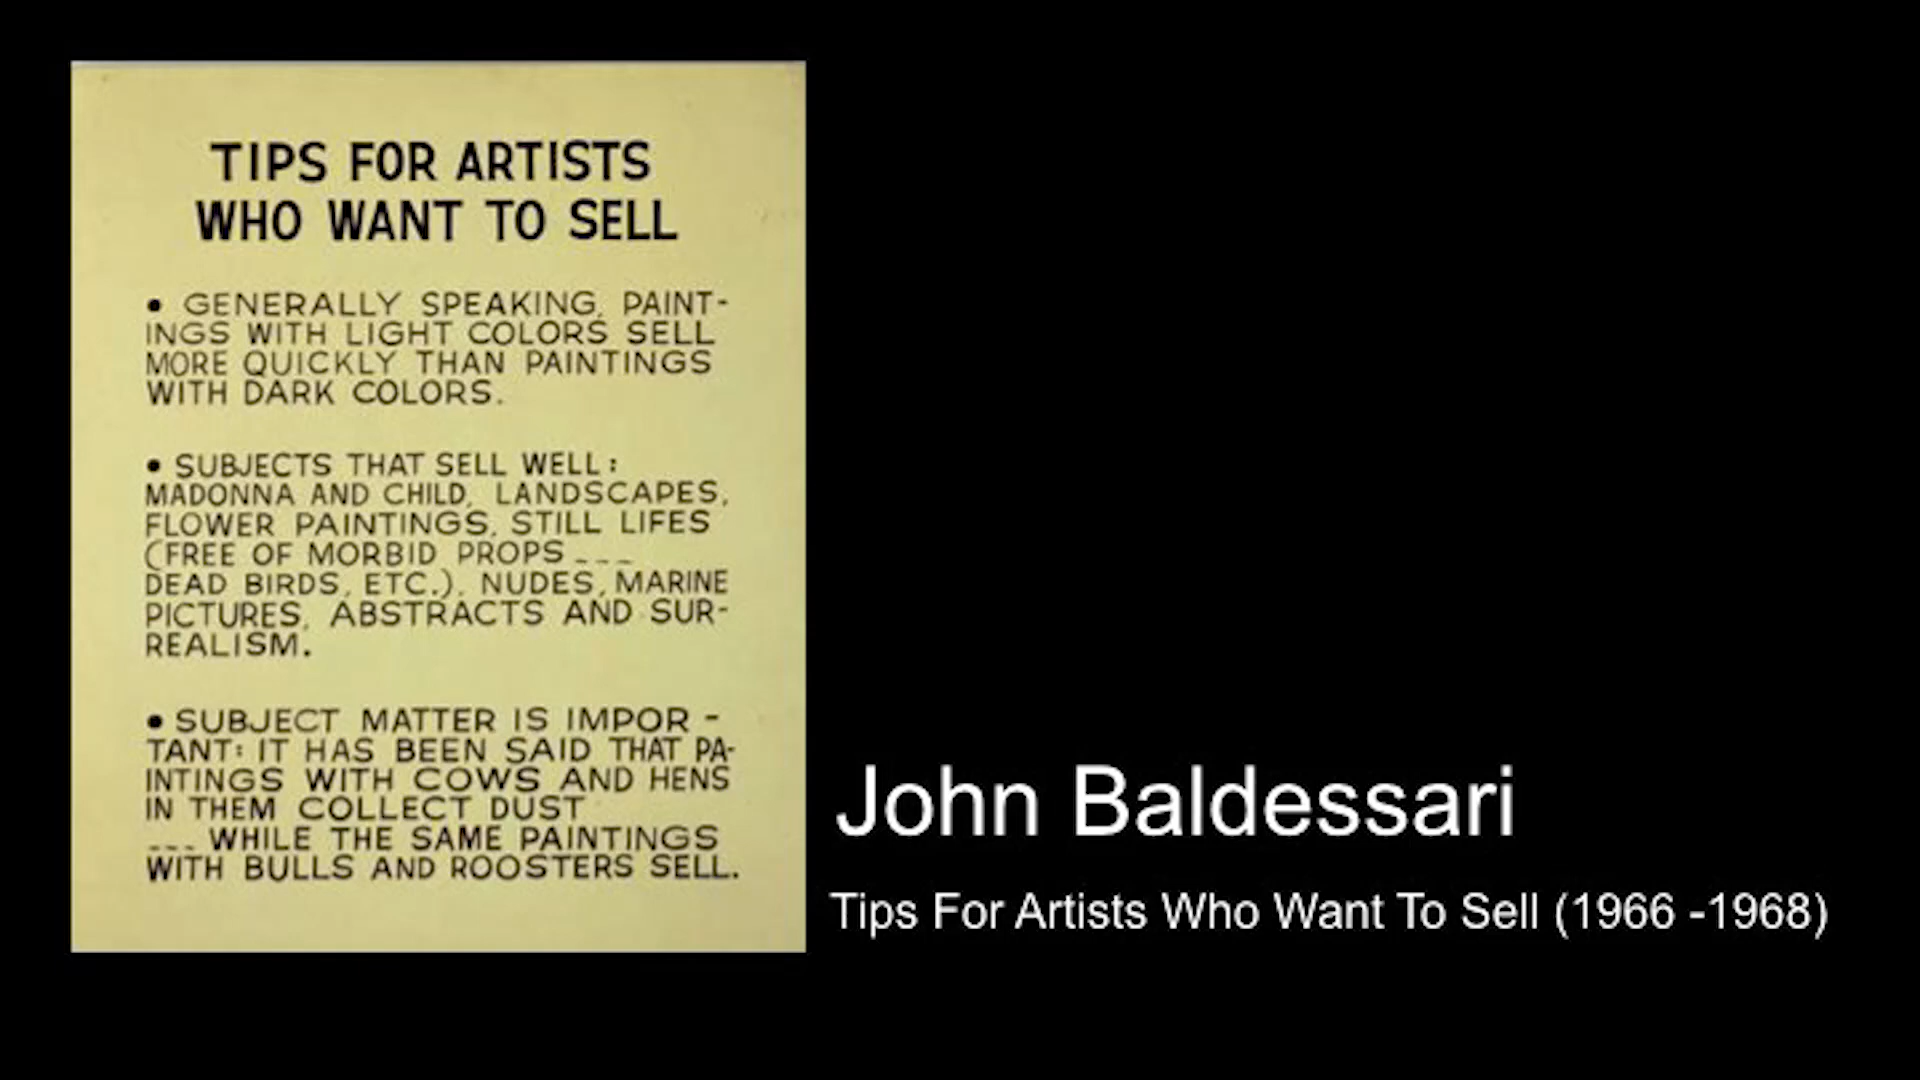 TIPS FOR ARTISTS
WHO WANT TO SELL
• GENERALLY SPEAKING, PAINT-
INGS WITH LIGHT COLORS SELL
MORE QUICKLY THAN PAINTINGS
WITH DARK COLORS.
• SUBJECTS THAT SELL WELL:
MADONNA AND CHILD, LANDSCAPES,
FLOWER PAINTINGS, STILL LIFES
(FREE OF MORBID PROPS ---
DEAD BIRDS, ETC.), NUDES, MARINE
PICTURES, ABSTRACTS AND SUR-
REALISM.
• SUBJECT MATTER IS IMPOR-
TANT: IT HAS BEEN SAID THAT PA-
INTINGS WITH COWS AND HENS
IN THEM COLLECT DUST
--- WHILE THE SAME PAINTINGS
WITH BULLS AND ROOSTERS SELL.
John Baldessari
Tips For Artists Who Want To Sell (1966 -1968)